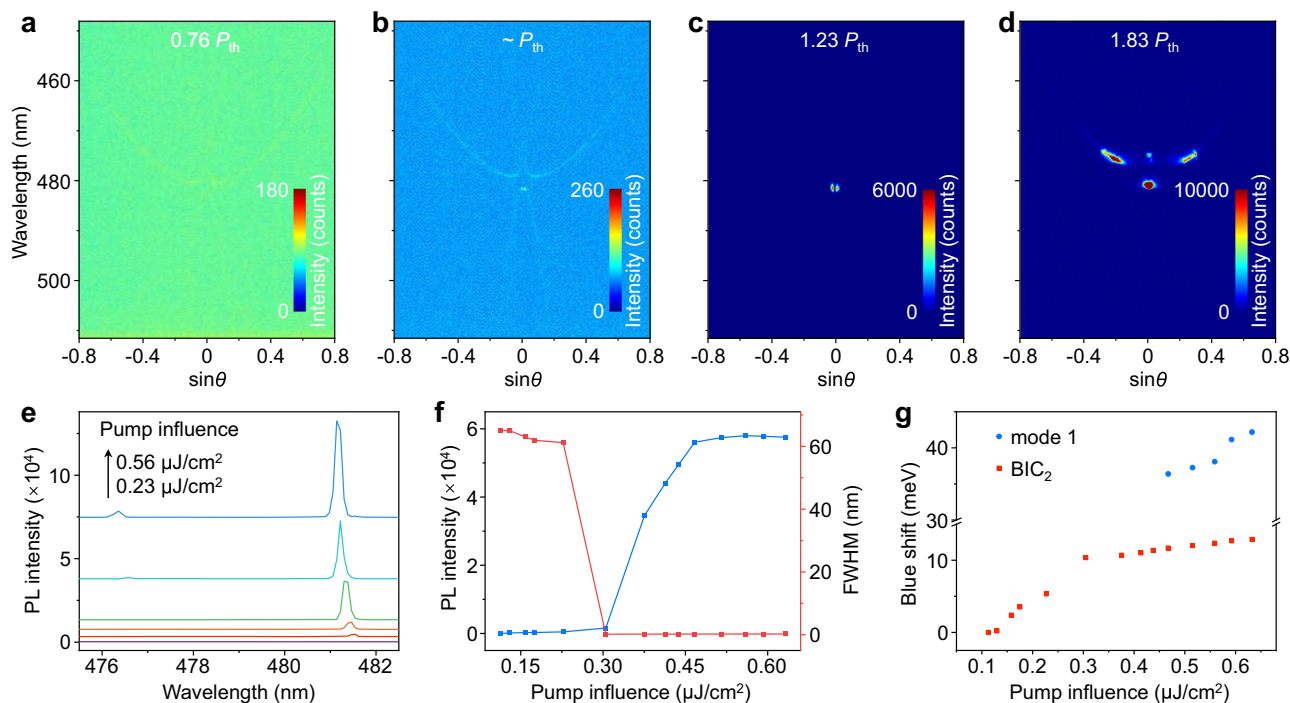 a
0.76 Pth
b
~ Pth
c
1.23 Pth
d
1.83 Pth
Wavelength (nm)
460
480
500
180
0
Intensity (counts)
260
0
Intensity (counts)
6000
0
Intensity (counts)
10000
0
Intensity (counts)
-0.8 -0.4 0 0.4 0.8
sinθ
-0.8 -0.4 0 0.4 0.8
sinθ
-0.8 -0.4 0 0.4 0.8
sinθ
-0.8 -0.4 0 0.4 0.8
sinθ
e
Pump influence
0.56 μJ/cm²
0.23 μJ/cm²
PL intensity (×10⁴)
10
5
0
476 478 480 482
Wavelength (nm)
f
PL intensity (×10⁴)
6
4
2
0
60
40
20
0
FWHM (nm)
0.15 0.30 0.45 0.60
Pump influence (μJ/cm²)
g
mode 1
BIC₂
Blue shift (meV)
40
30
10
0
0.1 0.2 0.3 0.4 0.5 0.6
Pump influence (μJ/cm²)